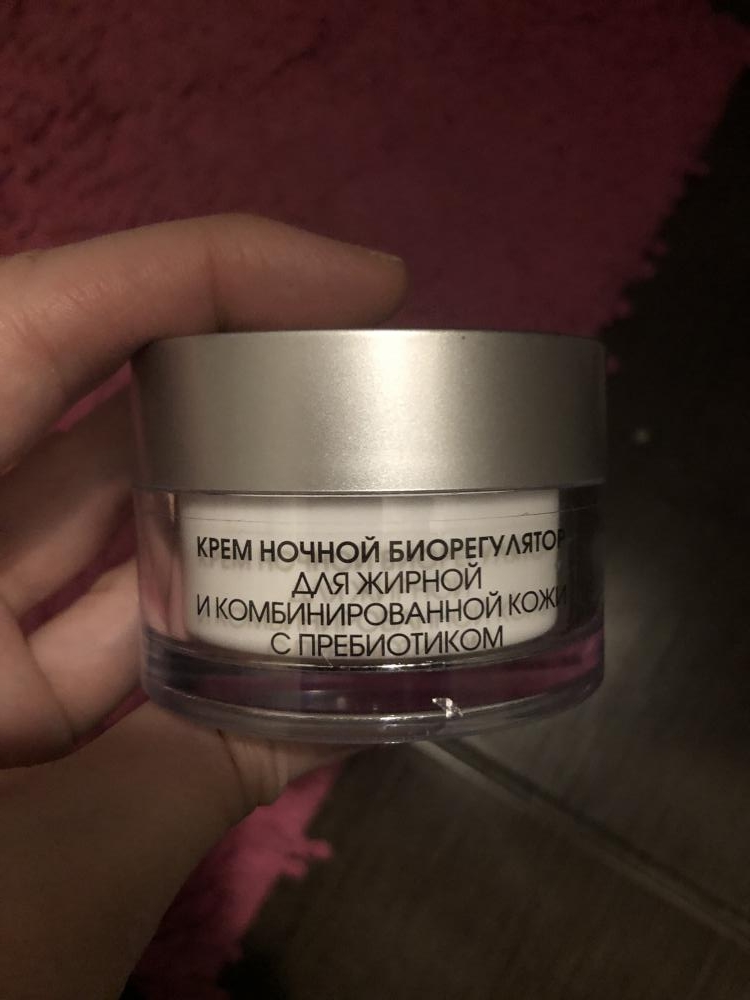 КРЕМ НОЧНОЙ БИОРЕГУЛЯТОР
ДЛЯ ЖИРНОЙ
И КОМБИНИРОВАННОЙ КОЖИ
С ПРЕБИОТИКОМ